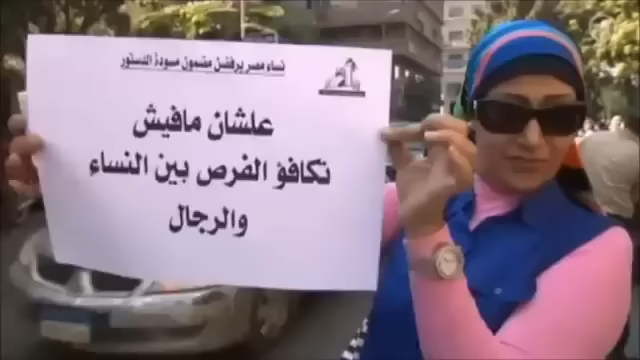 نساء مصر يرفضن مضمون مسودة الدستور
علشان مافيش
تكافؤ الفرص بين النساء
والرجال